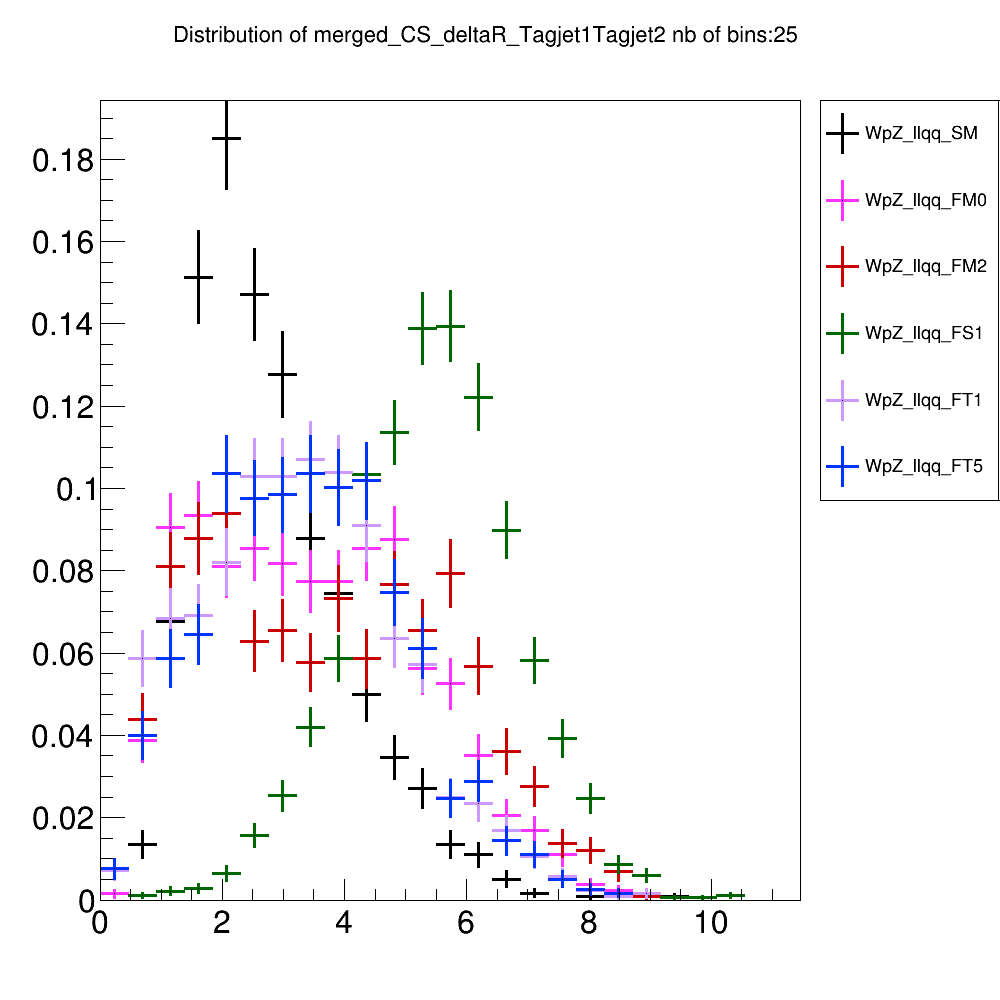 Distribution of merged_CS_deltaR_Tagjet1Tagjet2 nb of bins:25
WpZ_llqq_SM
WpZ_llqq_FM0
WpZ_llqq_FM2
WpZ_llqq_FS1
WpZ_llqq_FT1
WpZ_llqq_FT5
0.18
0.16
0.14
0.12
0.1
0.08
0.06
0.04
0.02
0
0 2 4 6 8 10